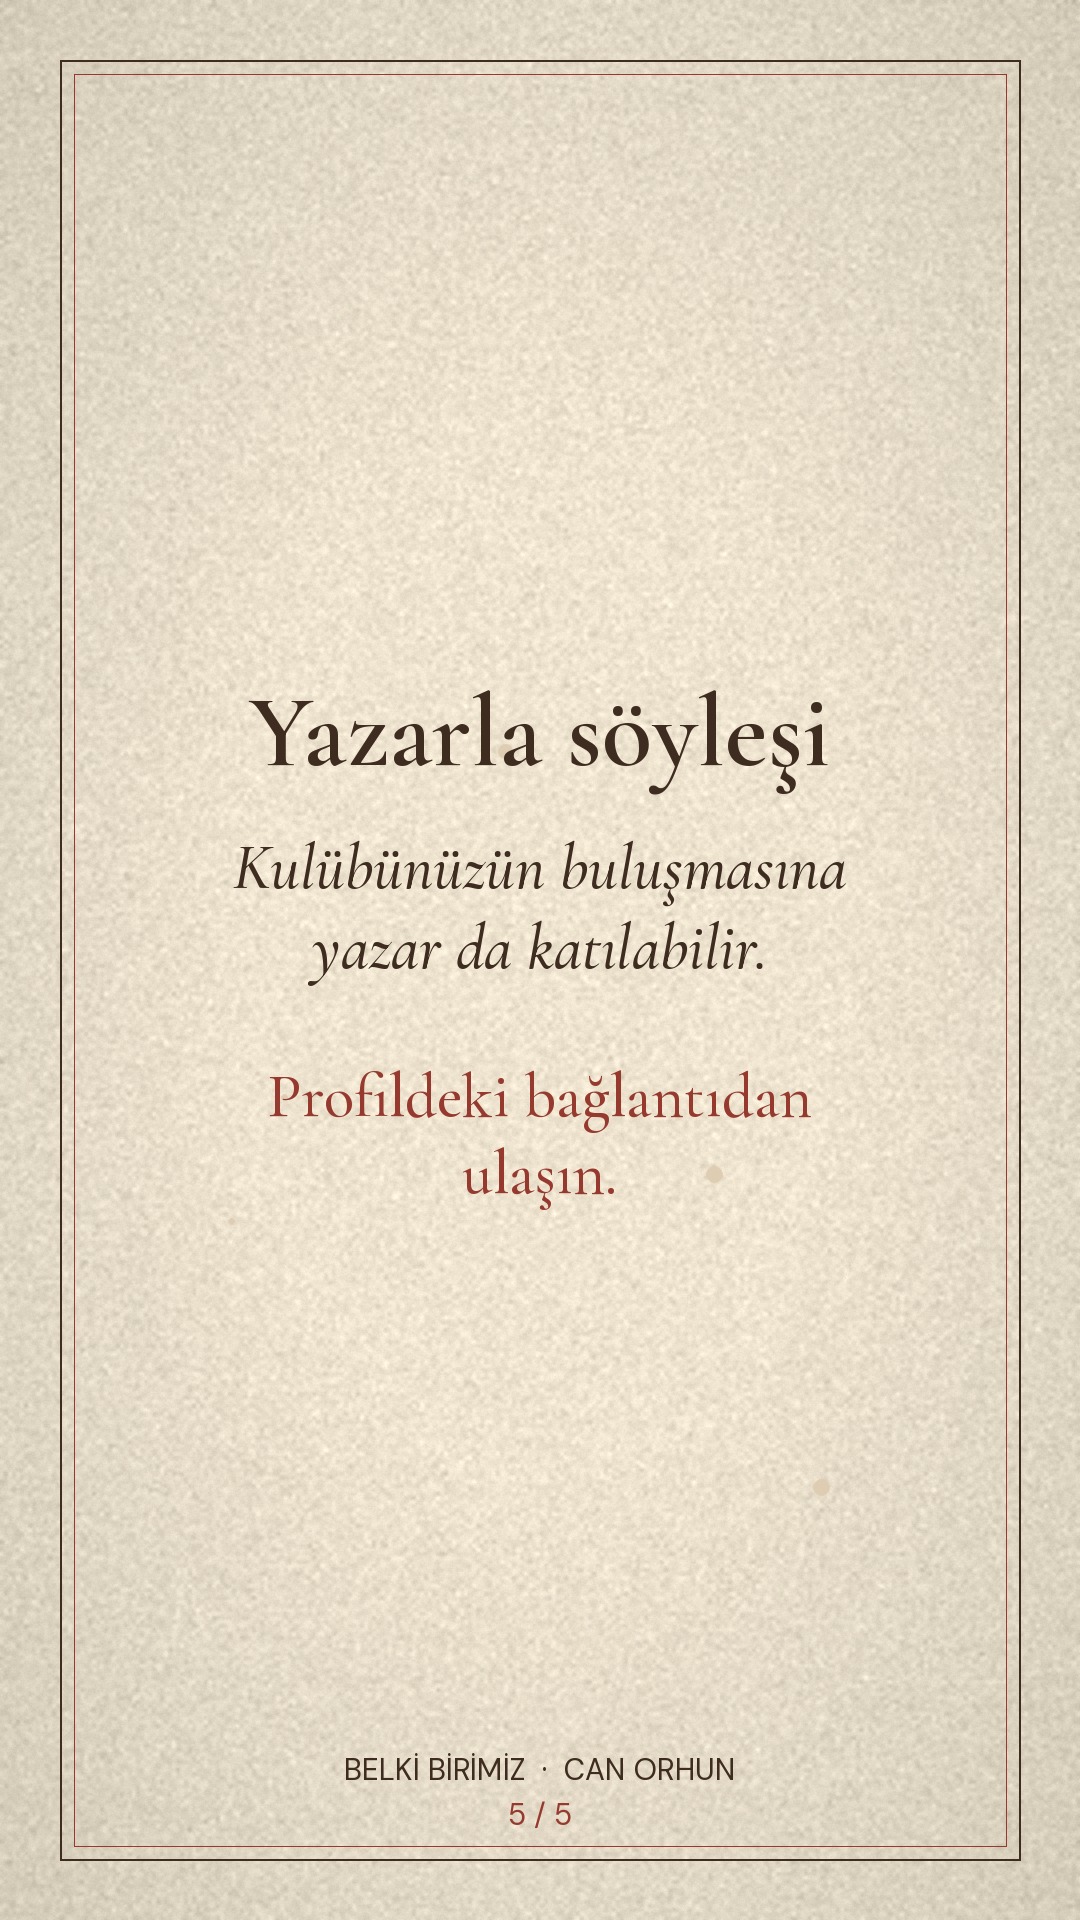 Yazarla söyleşi
Kulübünüzün buluşmasına
yazar da katılabilir.
Profildeki bağlantıdan
ulaşın.
BELKİ BİRİMİZ · CAN ORHUN
5 / 5